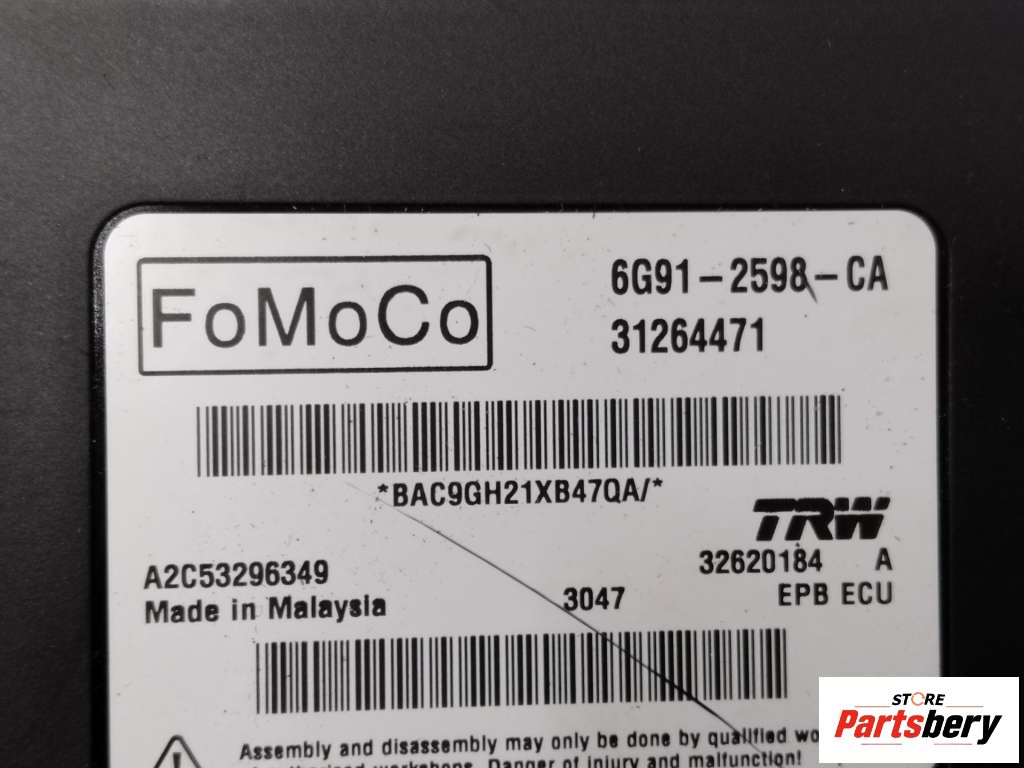 FoMoCo
6G91-2598-CA
31264471
*BAC9GH21XB47QA/*
TRW
32620184 A
A2C53296349
3047
EPB ECU
Made in Malaysia
Assembly and disassembly may only be done by qualified
workshops. Danger of injury and malfunction!
STORE
Partsbery